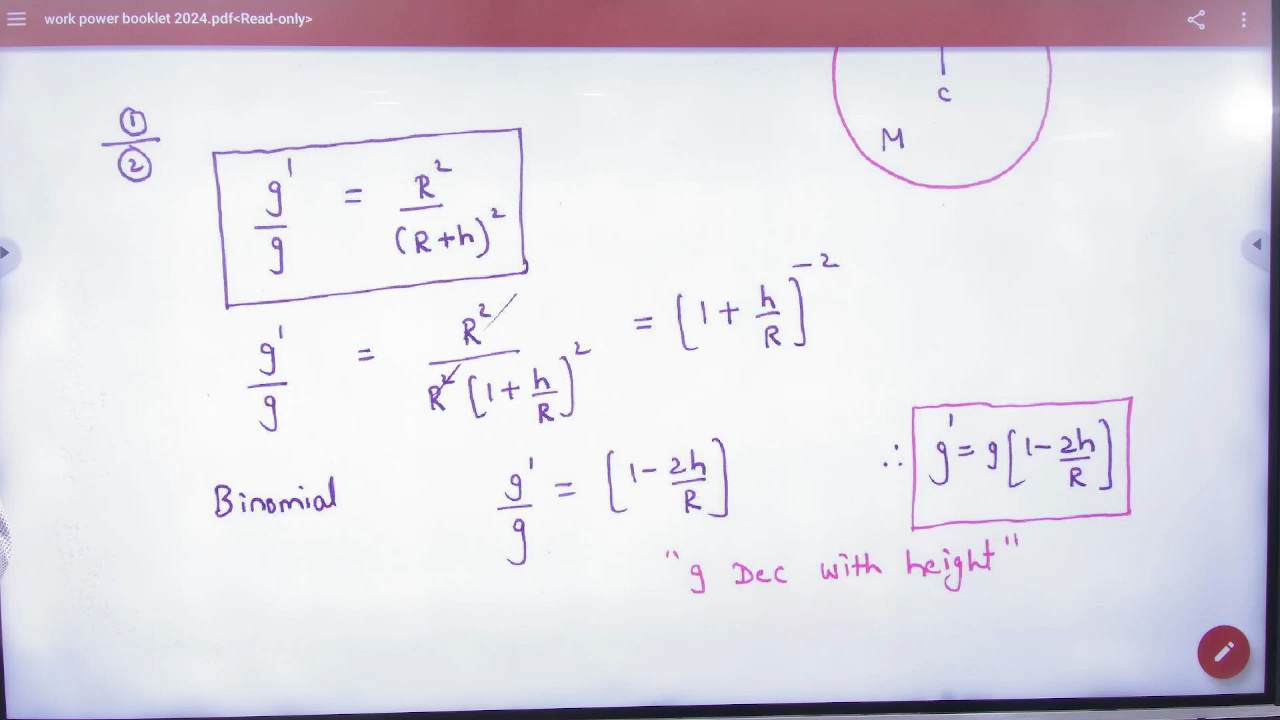 work power booklet 2024.pdf<Read-only>
C
M
①/②
g'/g = R²/(R+h)²
g'/g = R²/R²[1+h/R]² = [1+h/R]⁻²
Binomial g'/g = [1-2h/R] ∴ g'=g[1-2h/R]
"g Dec with height"